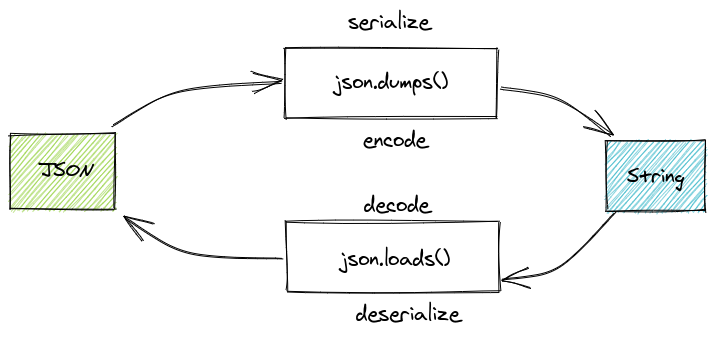 serialize
json.dumps()
encode
JSON
String
decode
json.loads()
deserialize